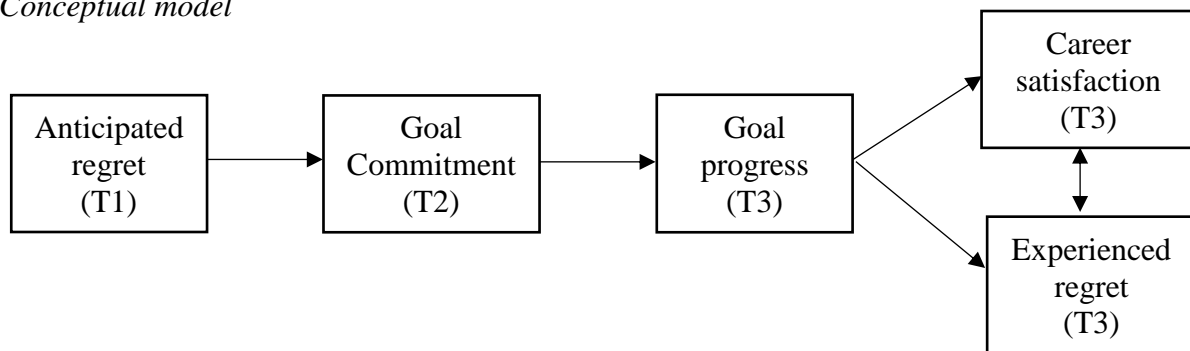 Conceptual model
Anticipated
regret
(T1)
Goal
Commitment
(T2)
Goal
progress
(T3)
Career
satisfaction
(T3)
Experienced
regret
(T3)